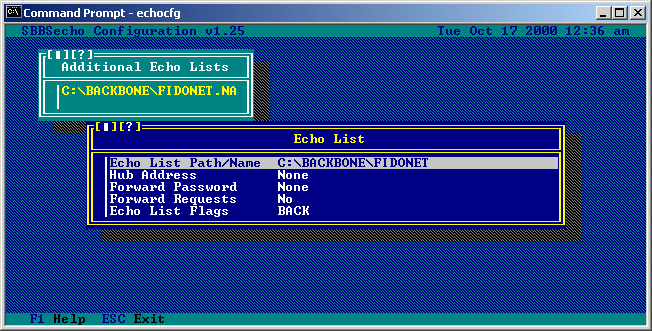 Command Prompt - echocfg
SBBSecho Configuration v1.25 Tue Oct 17 2000 12:36 am
[▮][?]
Additional Echo Lists
C:\BACKBONE\FIDONET.NA
[▮][?]
Echo List
Echo List Path/Name C:\BACKBONE\FIDONET
Hub Address None
Forward Password None
Forward Requests No
Echo List Flags BACK
F1 Help ESC Exit